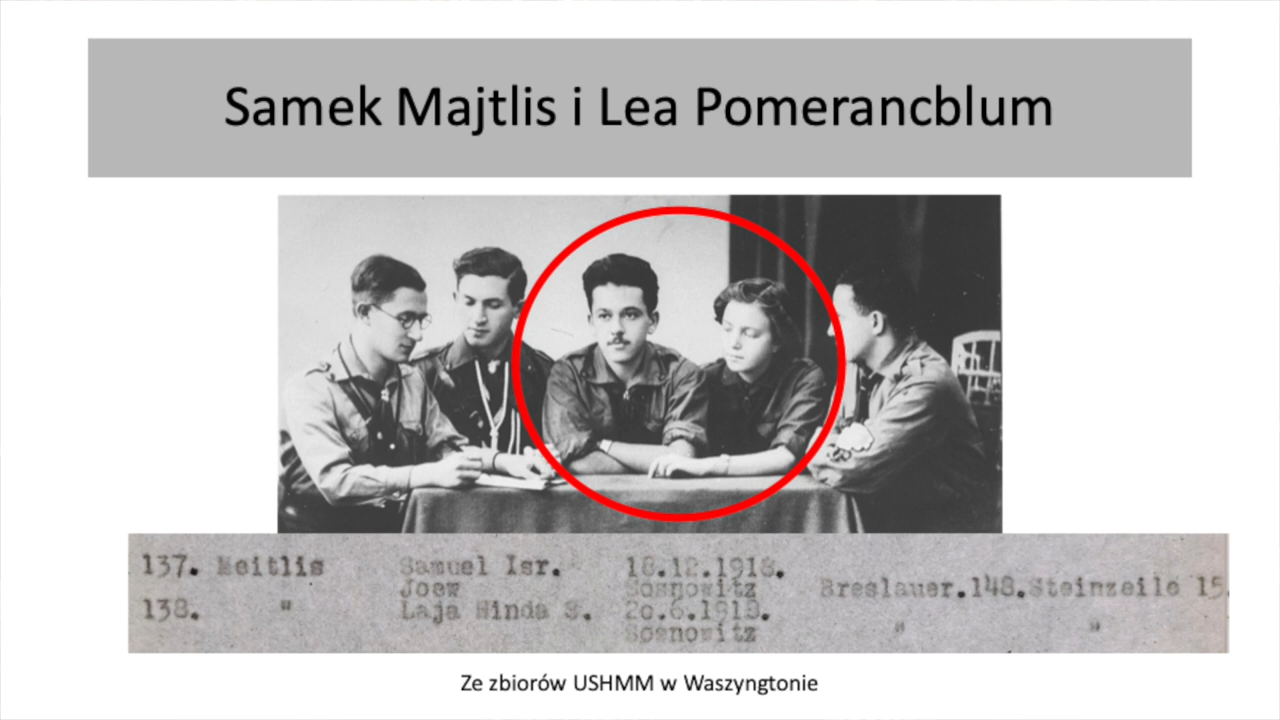 Samek Majtlis i Lea Pomerancblum
137. Meitlis Samuel Isr. 18.12.1918.
Joew Sosnowitz Breslauer.148.Steinzeile 15.
138. " Laja Hinda S. 2o.6.1918.
Sosnowitz " "
Ze zbiorów USHMM w Waszyngtonie